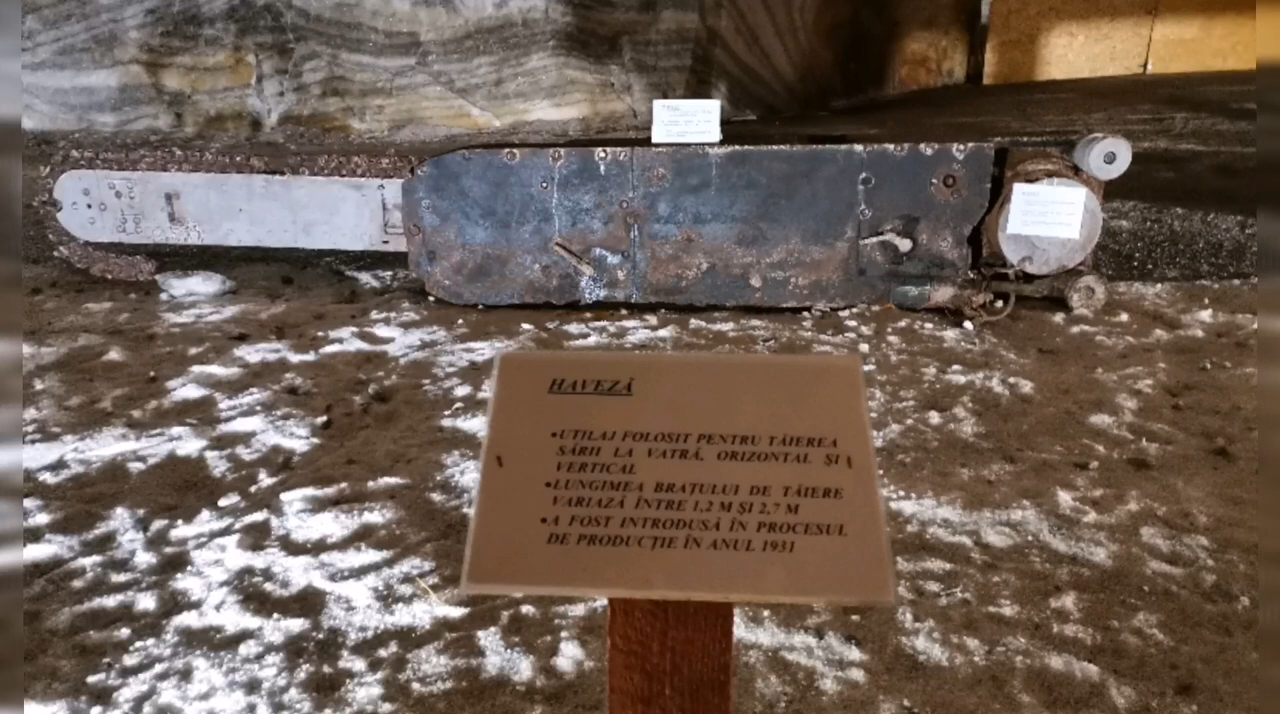 HAVEZĂ
•UTILAJ FOLOSIT PENTRU TĂIEREA
SĂRII LA VATRĂ, ORIZONTAL ŞI
VERTICAL
•LUNGIMEA BRAŢULUI DE TĂIERE
VARIAZĂ ÎNTRE 1,2 M ŞI 2,7 M
•A FOST INTRODUSĂ ÎN PROCESUL
DE PRODUCŢIE ÎN ANUL 1931